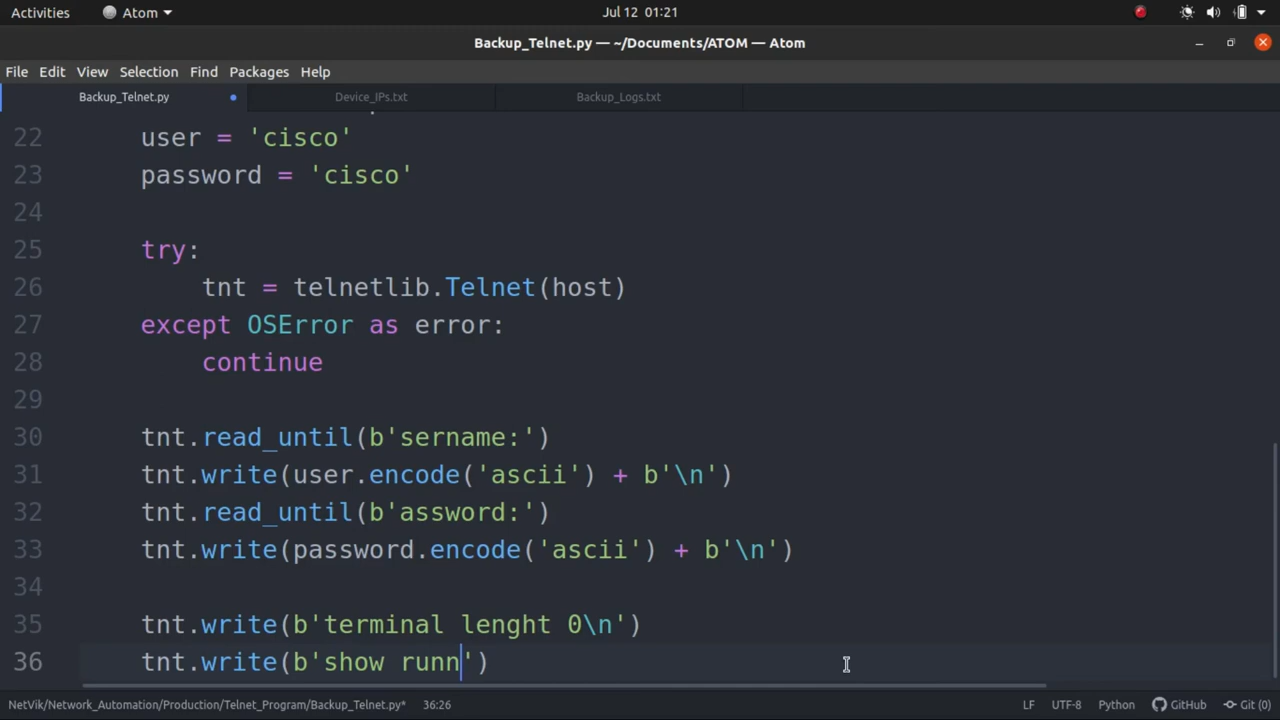 Activities Atom Jul 12 01:21
Backup_Telnet.py — ~/Documents/ATOM — Atom
File Edit View Selection Find Packages Help
Backup_Telnet.py Device_IPs.txt Backup_Logs.txt
22 user = 'cisco'
23 password = 'cisco'
24
25 try:
26 tnt = telnetlib.Telnet(host)
27 except OSError as error:
28 continue
29
30 tnt.read_until(b'sername:')
31 tnt.write(user.encode('ascii') + b'\n')
32 tnt.read_until(b'assword:')
33 tnt.write(password.encode('ascii') + b'\n')
34
35 tnt.write(b'terminal lenght 0\n')
36 tnt.write(b'show runn')
NetVik/Network_Automation/Production/Telnet_Program/Backup_Telnet.py* 36:26 LF UTF-8 Python GitHub Git (0)